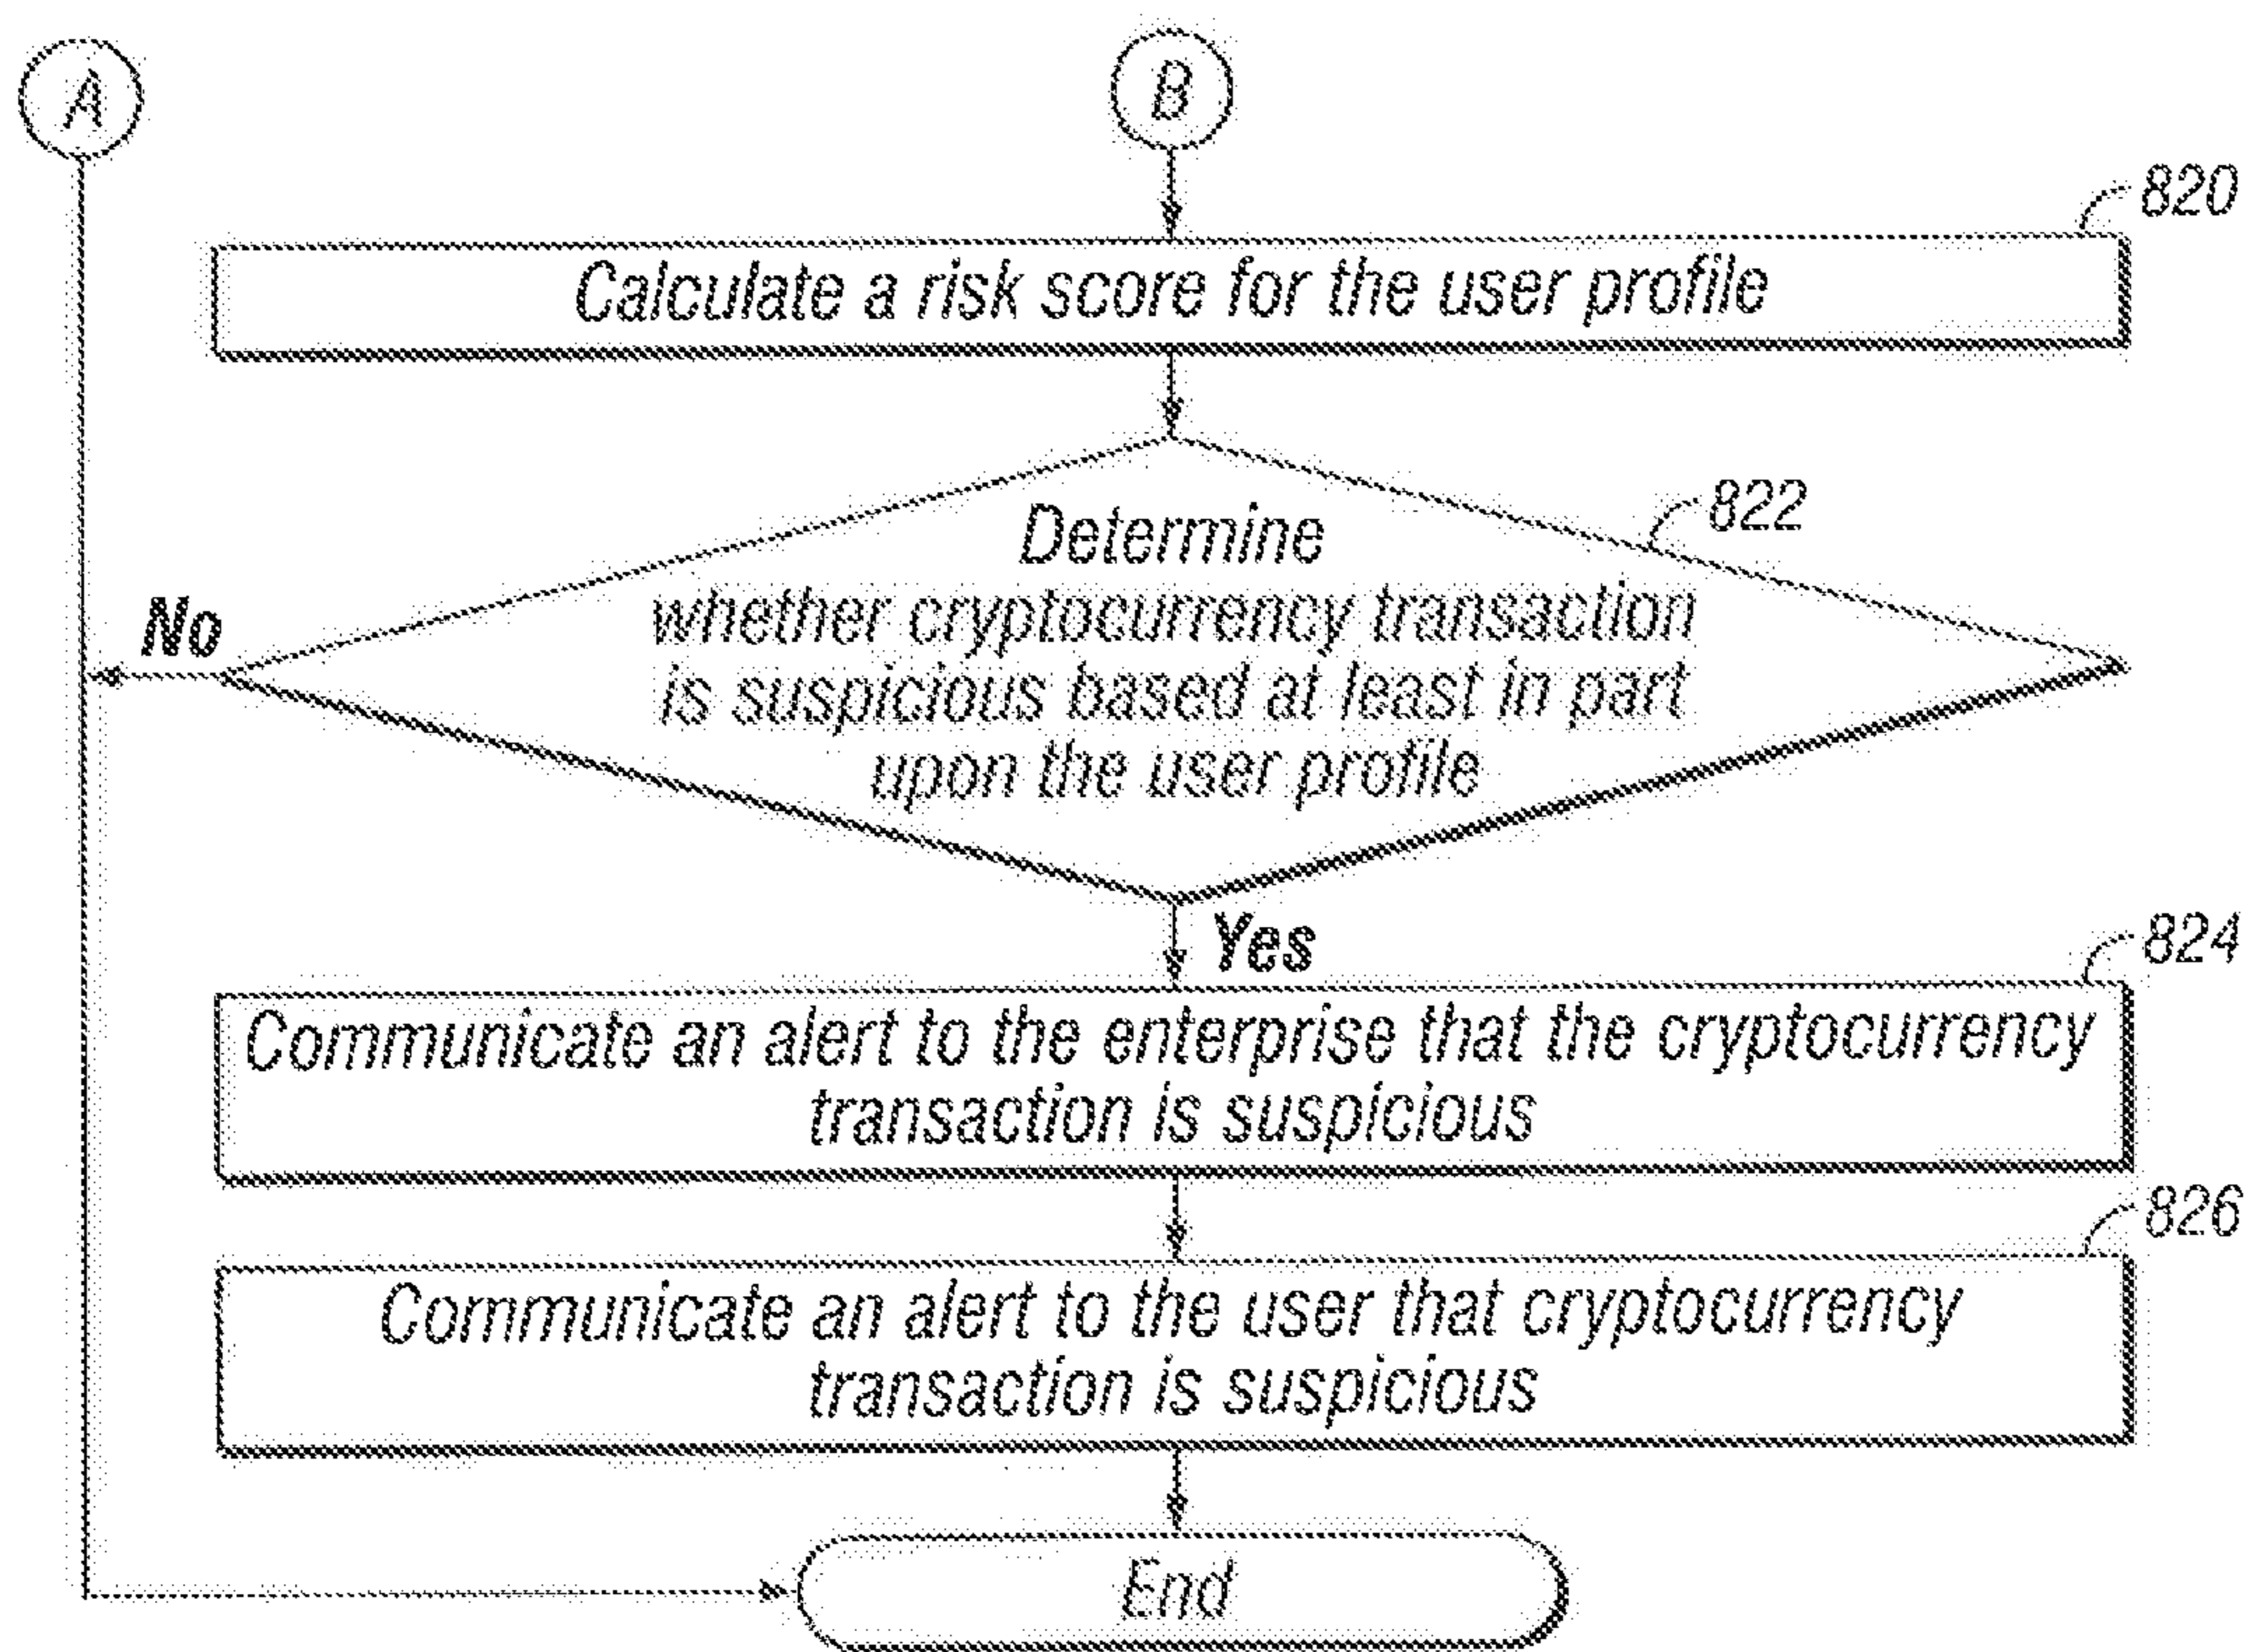 A
B
820
Calculate a risk score for the user profile
822
Determine
whether cryptocurrency transaction
is suspicious based at least in part
upon the user profile
No
Yes
824
Communicate an alert to the enterprise that the cryptocurrency
transaction is suspicious
826
Communicate an alert to the user that cryptocurrency
transaction is suspicious
End